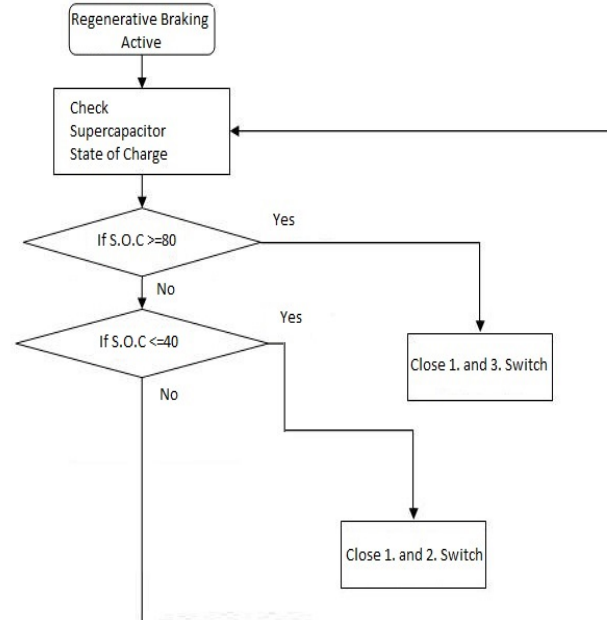 Regenerative Braking
Active
Check
Supercapacitor
State of Charge
If S.O.C >=80
Yes
No
If S.O.C <=40
Yes
No
Close 1. and 3. Switch
Close 1. and 2. Switch